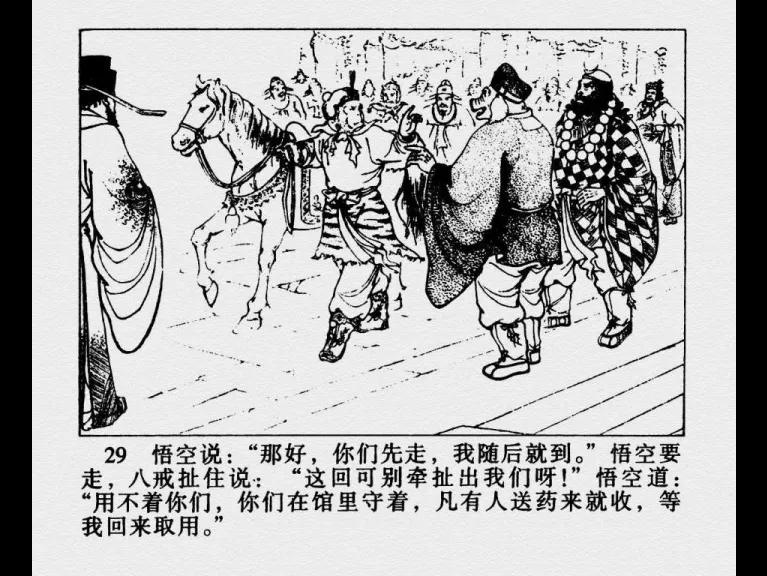 29 悟空说：“那好，你们先走，我随后就到。”悟空要
走，八戒扯住说：“这回可别牵扯出我们呀！”悟空道：
“用不着你们，你们在馆里守着，凡有人送药来就收，等
我回来取用。”